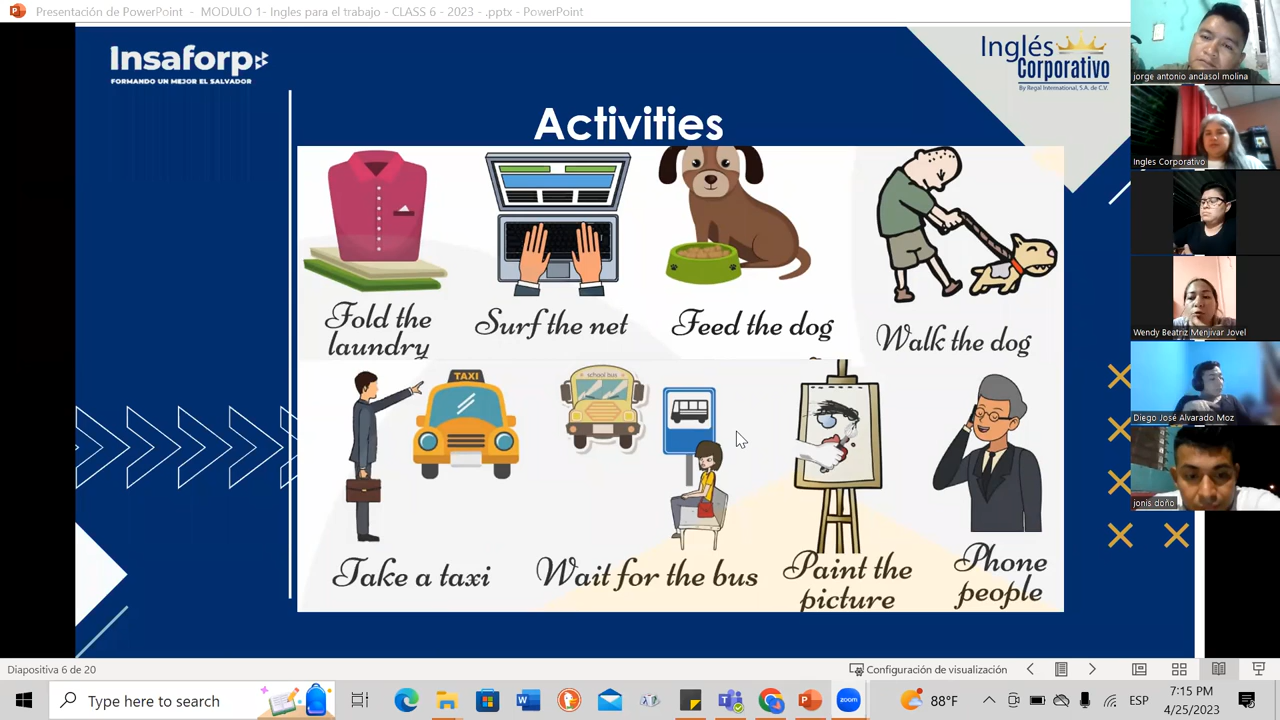 Presentación de PowerPoint - MODULO 1- Ingles para el trabajo - CLASS 6 - 2023 - .pptx - PowerPoint
Insaforp
FORMANDO UN MEJOR EL SALVADOR
Inglés
Corporativo
By Regal International, S.A. de C.V.
Activities
Fold the
laundry
Surf the net
Feed the dog
Walk the dog
TAXI
school bus
Take a taxi
Wait for the bus
Paint the
picture
Phone
people
jorge antonio andasol molina
Ingles Corporativo
Wendy Beatriz Menjivar Jovel
Diego José Alvarado Moz
jonis doño
Diapositiva 6 de 20
Configuración de visualización
Type here to search
88°F
ESP
7:15 PM
4/25/2023